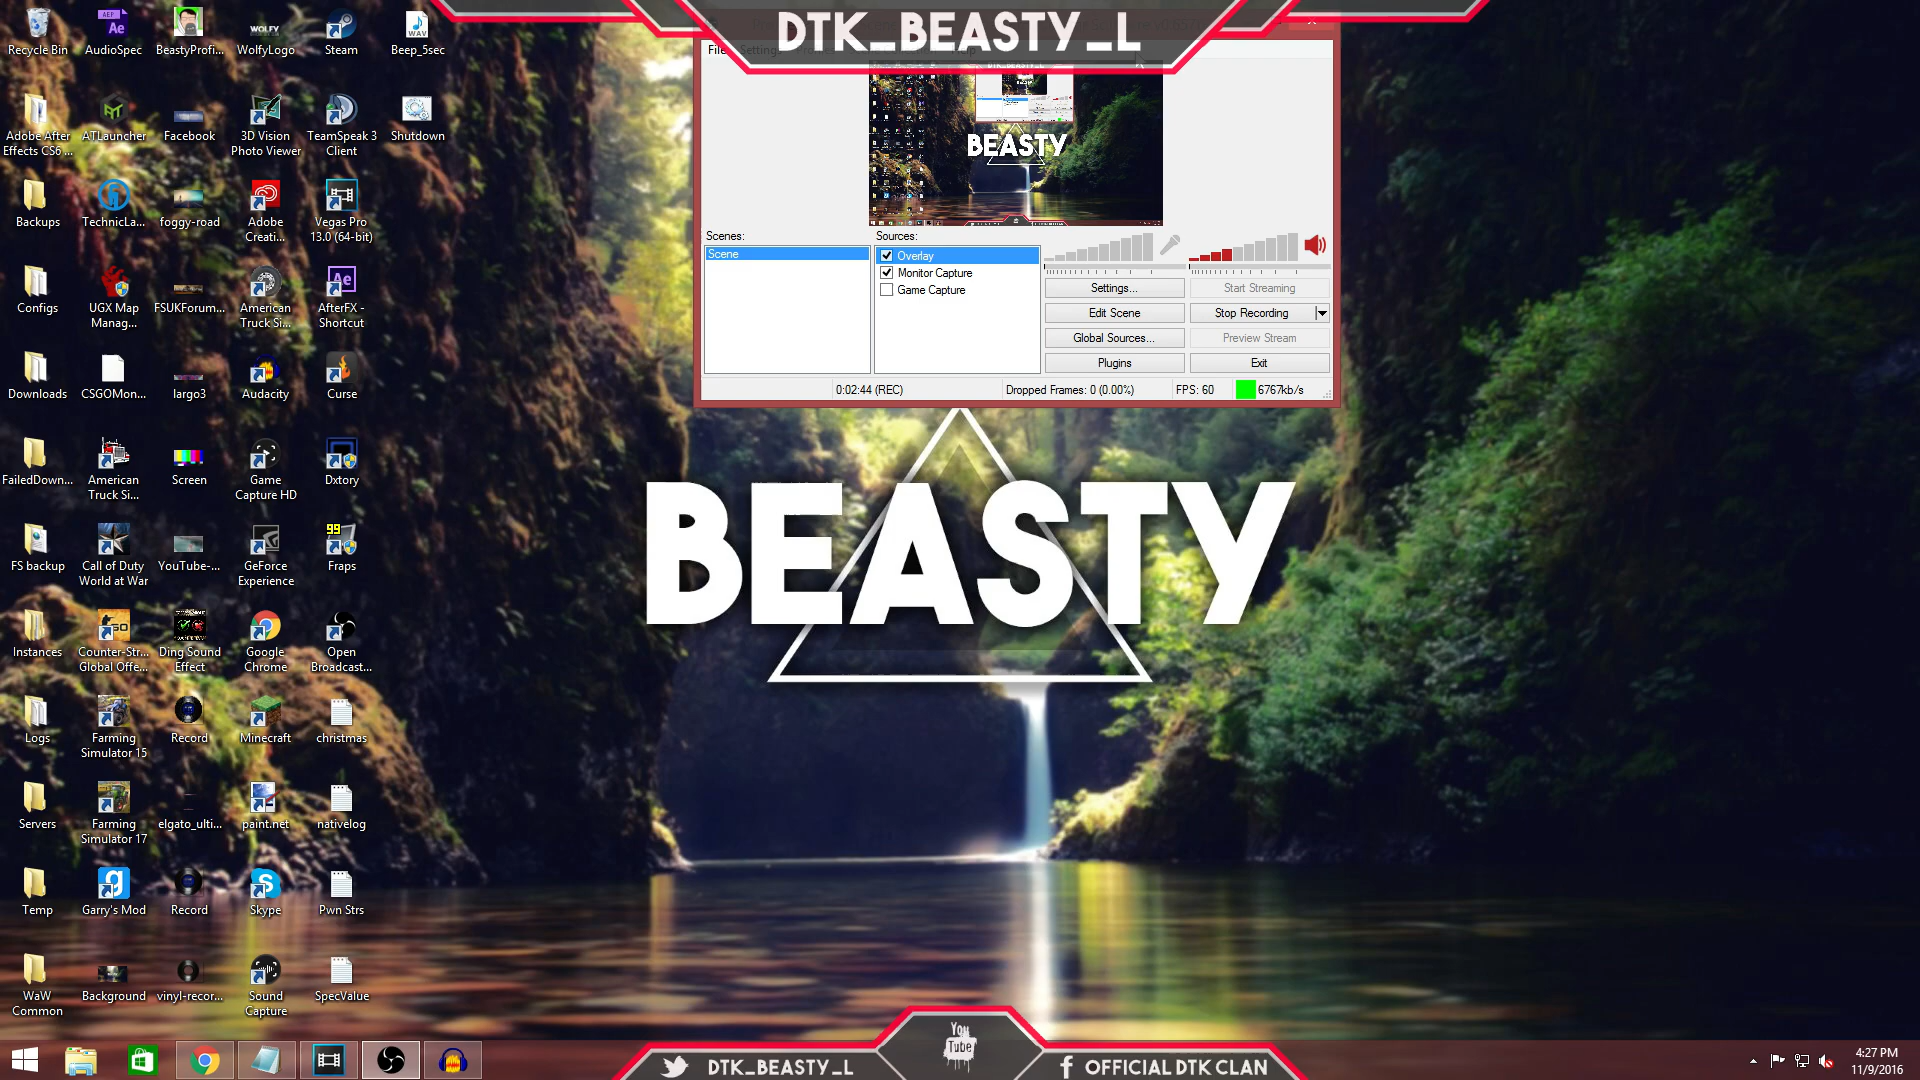 DTK_BEASTY_L
File
Settings
Recycle Bin
AudioSpec
BeastyProfi...
WOLFY
WolfyLogo
Steam
Beep_5sec
Adobe After
Effects CS6 ...
ATLauncher
Facebook
3D Vision
Photo Viewer
TeamSpeak 3
Client
Shutdown
Backups
TechnicLa...
foggy-road
Adobe
Creati...
Vegas Pro
13.0 (64-bit)
Configs
UGX Map
Manag...
FSUKForum...
American
Truck Si...
AfterFX -
Shortcut
Downloads
CSGOMon...
largo3
Audacity
Curse
FailedDown...
American
Truck Si...
Screen
Game
Capture HD
Dxtory
FS backup
Call of Duty
World at War
YouTube-...
GeForce
Experience
99
Fraps
Instances
Counter-Str...
Global Offe...
Ding Sound
Effect
Google
Chrome
Open
Broadcast...
Logs
Farming
Simulator 15
Record
Minecraft
christmas
Servers
Farming
Simulator 17
elgato_ulti...
paint.net
nativelog
Temp
Garry's Mod
Record
Skype
Pwn Strs
WaW
Common
Background
vinyl-recor...
Sound
Capture
SpecValue
BEASTY
Scenes:
Scene
Sources:
Overlay
Monitor Capture
Game Capture
Settings...
Start Streaming
Edit Scene
Stop Recording
Global Sources...
Preview Stream
Plugins
Exit
0:02:44 (REC)
Dropped Frames: 0 (0.00%)
FPS: 60
6767kb/s
BEASTY
DTK_BEASTY_L
You
Tube
OFFICIAL DTK CLAN
4:27 PM
11/9/2016